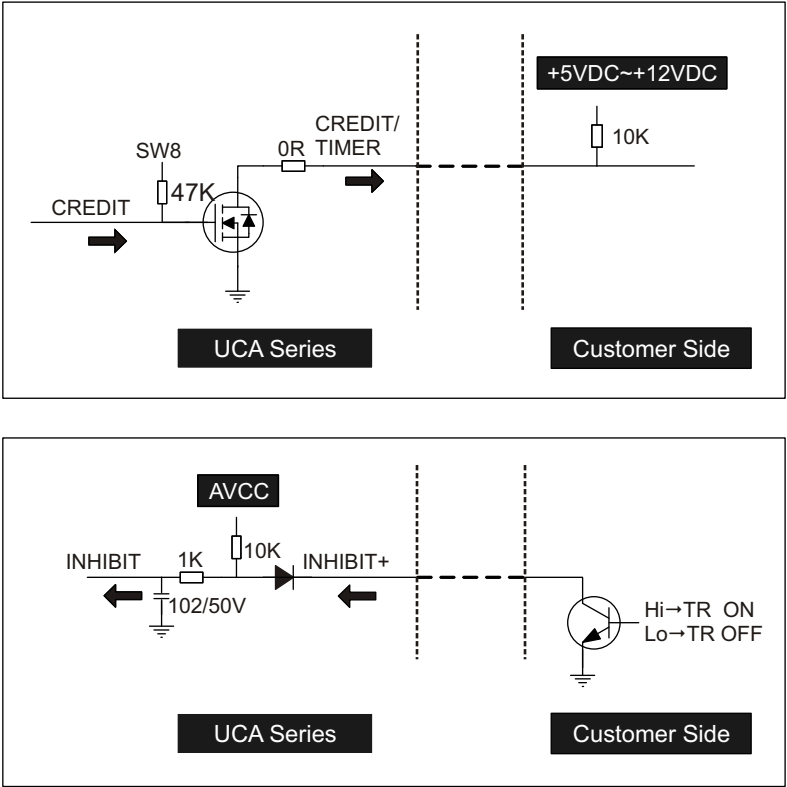 +5VDC~+12VDC
CREDIT/
TIMER
0R
10K
SW8
47K
CREDIT
UCA Series
Customer Side
AVCC
INHIBIT
1K
10K
INHIBIT+
102/50V
Hi→TR ON
Lo→TR OFF
UCA Series
Customer Side